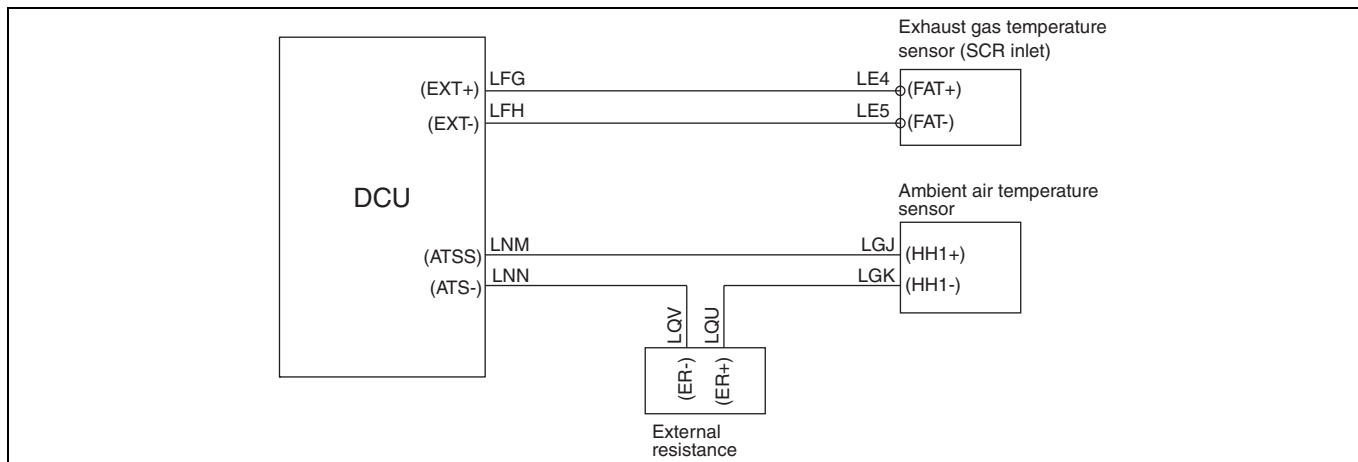 Exhaust gas temperature
sensor (SCR inlet)
(EXT+) LFG LE4 (FAT+)
(EXT-) LFH LE5 (FAT-)
DCU
Ambient air temperature
sensor
(ATSS) LNM LGJ (HH1+)
(ATS-) LNN LGK (HH1-)
LQV LQU
(ER-) (ER+)
External
resistance